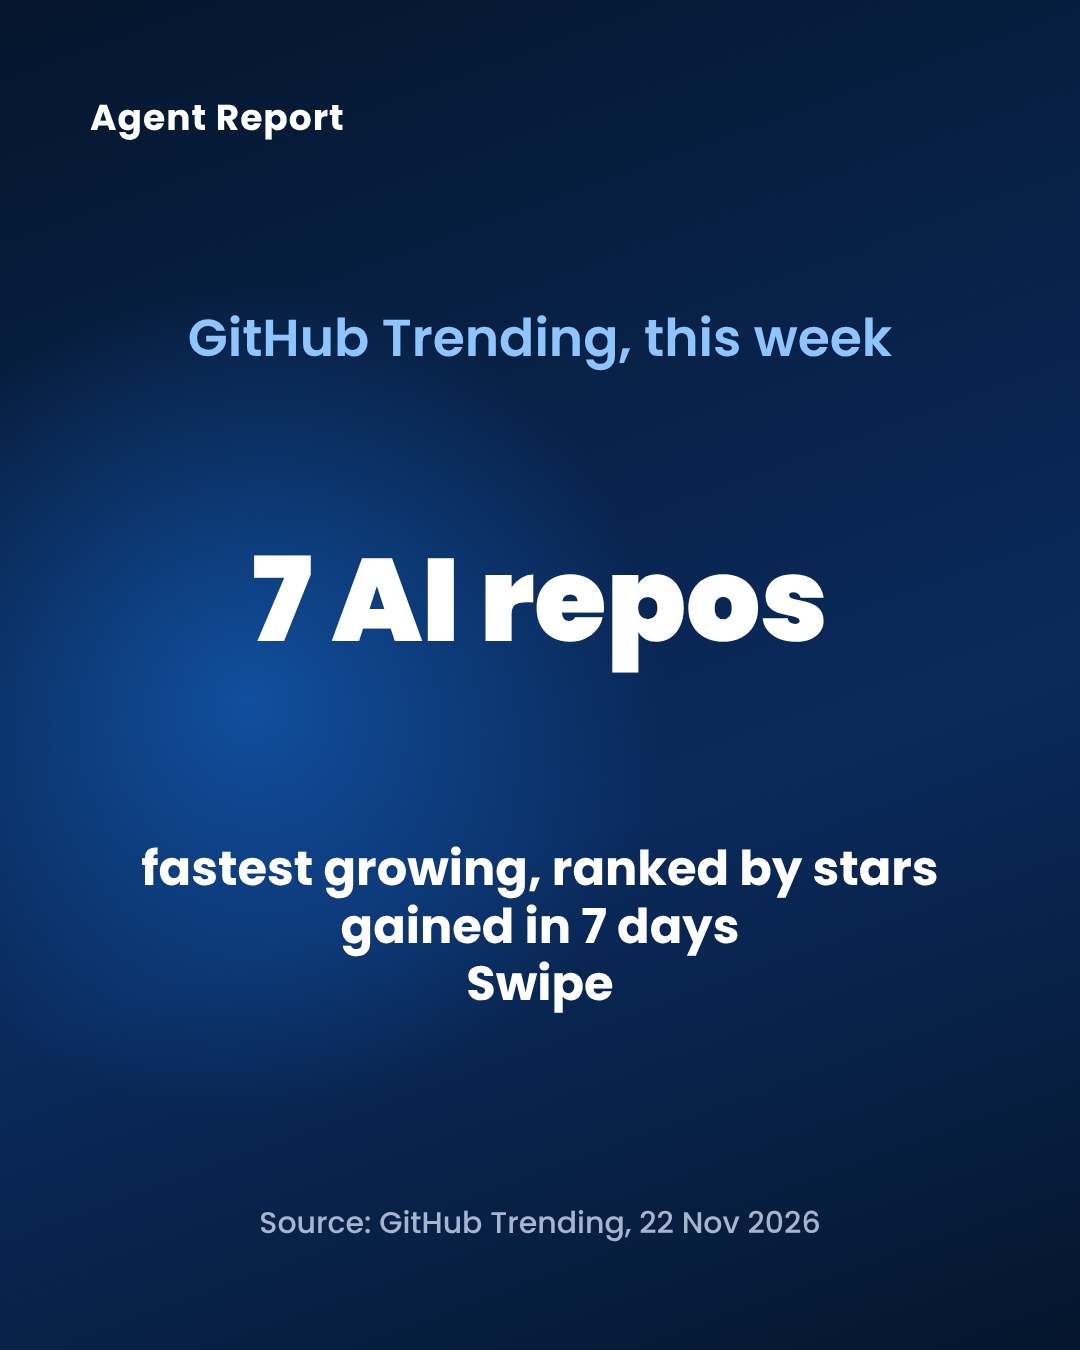 Agent Report
GitHub Trending, this week
7 AI repos
fastest growing, ranked by stars
gained in 7 days
Swipe
Source: GitHub Trending, 22 Nov 2026